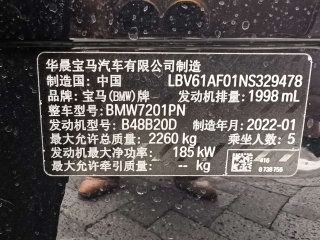 华晨宝马汽车有限公司制造
制造国：中国 LBV61AF01NS329478
品牌：宝马(BMW)牌 发动机排量：1998 mL
整车型号：BMW7201PN
发动机型号：B48B20D 制造年月：2022-01
最大允许总质量：2260 kg 乘坐人数：5
发动机最大净功率：185 kW
最大允许牵引质量：-- kg
416
8 738 755